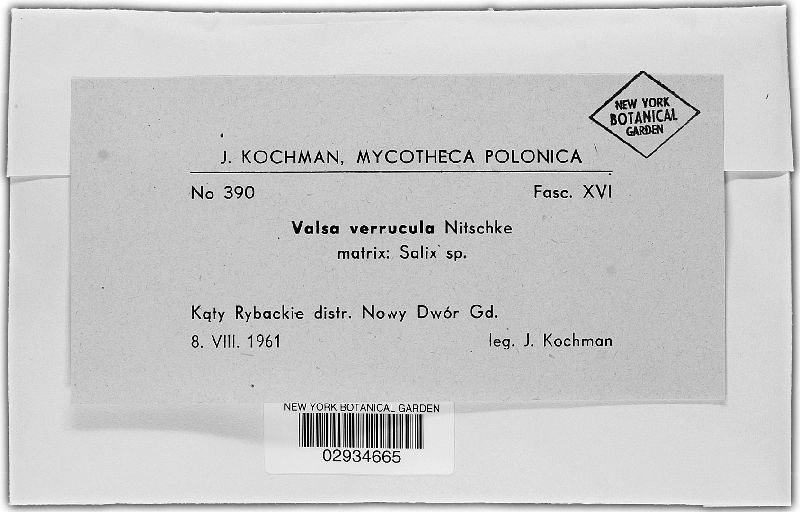 NEW YORK
BOTANICAL
GARDEN
J. KOCHMAN, MYCOTHECA POLONICA
No 390 Fasc. XVI
Valsa verrucula Nitschke
matrix: Salix sp.
Kąty Rybackie distr. Nowy Dwór Gd.
8. VIII. 1961 leg. J. Kochman
NEW YORK BOTANICAL GARDEN
02934665